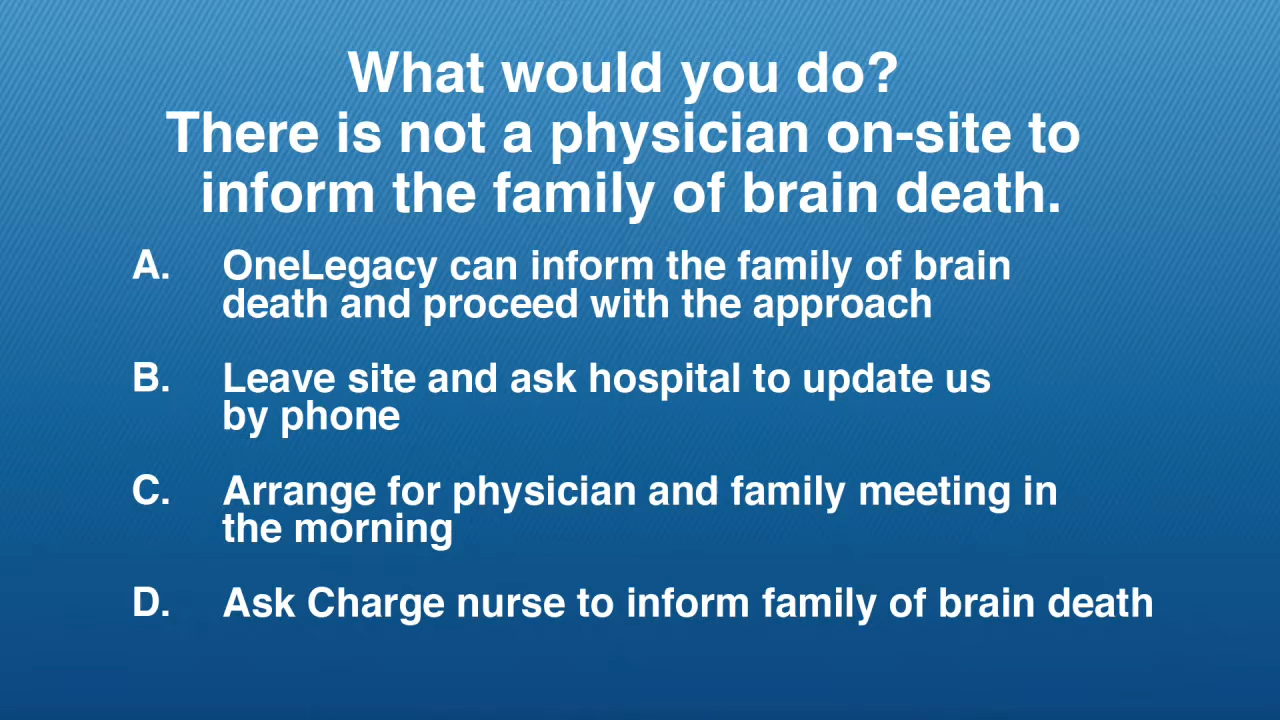 What would you do?
There is not a physician on-site to
inform the family of brain death.
A. OneLegacy can inform the family of brain
death and proceed with the approach
B. Leave site and ask hospital to update us
by phone
C. Arrange for physician and family meeting in
the morning
D. Ask Charge nurse to inform family of brain death